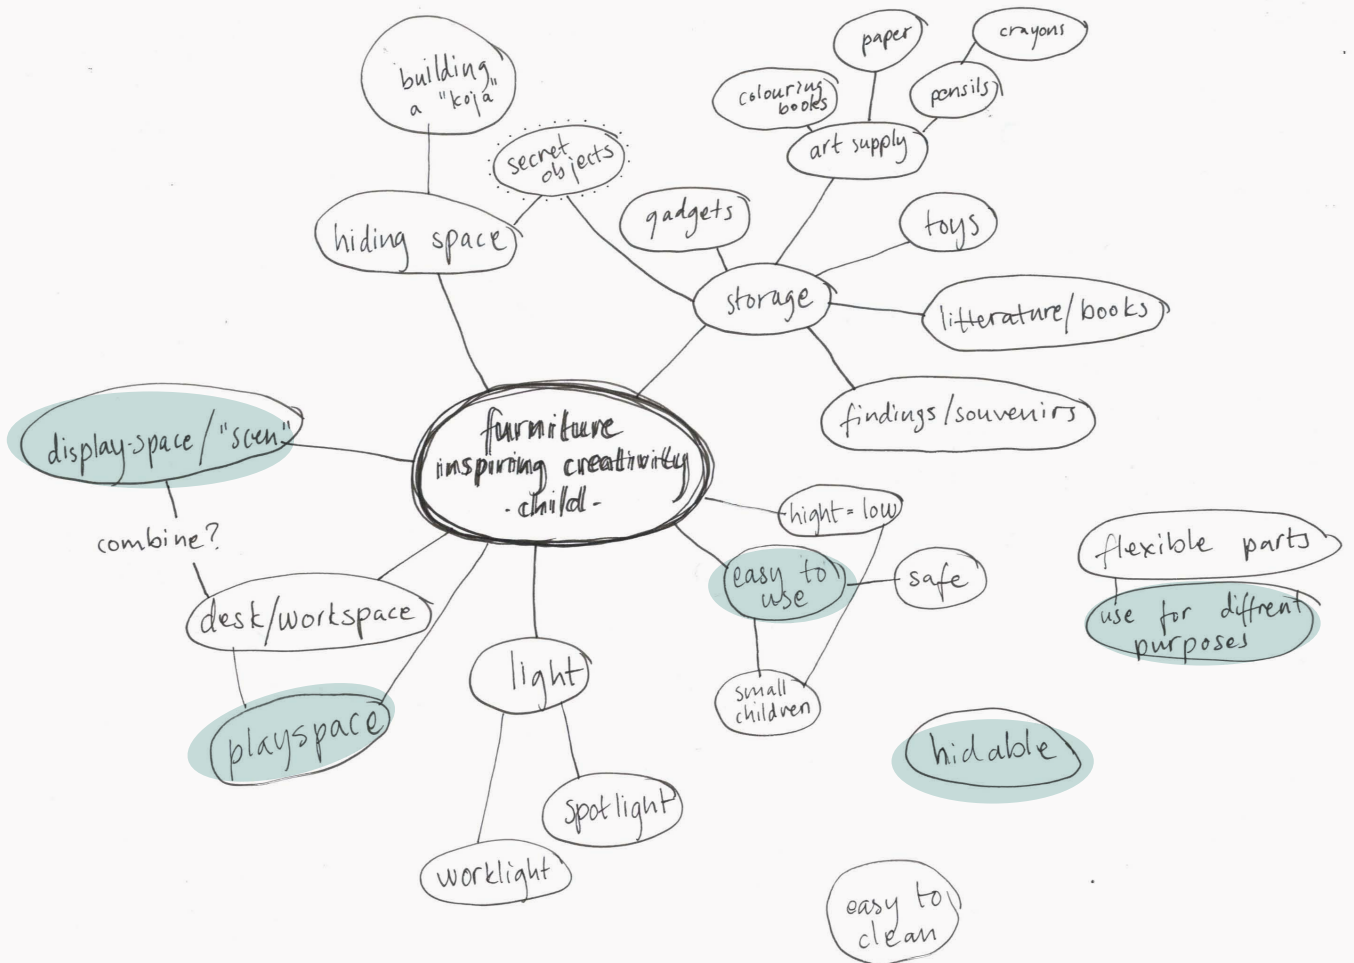 building
a "koja"
secret
objects
hiding space
paper
crayons
colouring
books
pensils
art supply
gadgets
toys
storage
litterature/books
findings/souvenirs
furniture
inspiring creativity
- child -
display-space/"scen"
combine?
desk/workspace
playspace
light
spotlight
worklight
hight = low
easy to
use
safe
small
children
flexible parts
use for diffrent
purposes
hidable
easy to
clean